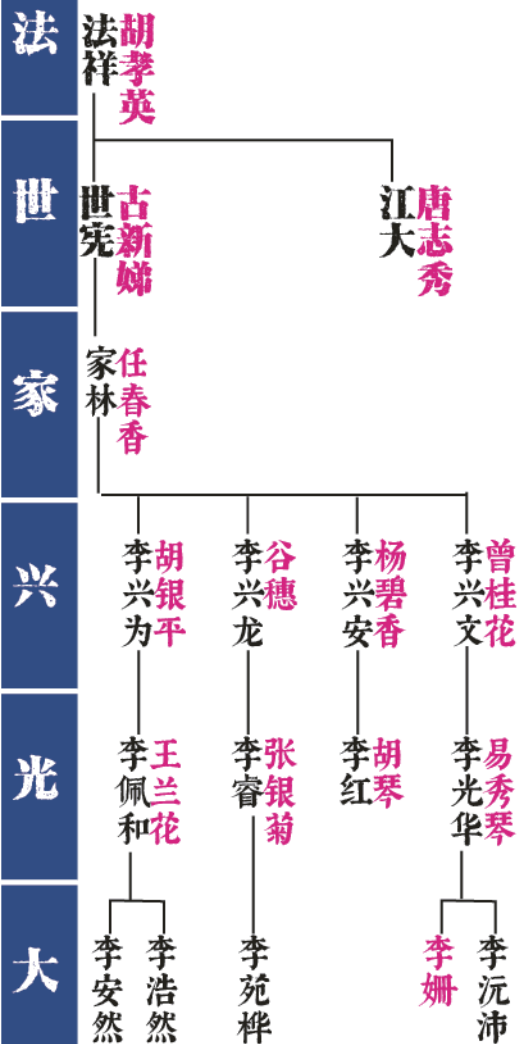 法
法祥
胡孝英
世
世宪
古新娣
江大
唐志秀
家
家林
任春香
兴
李兴为
胡银平
李兴龙
谷穗
李兴安
杨碧香
李兴文
曾桂花
光
李佩和
王兰花
李睿
张银菊
李红
胡琴
李光华
易秀琴
大
李安然
李浩然
李苑桦
李姗
李沅沛